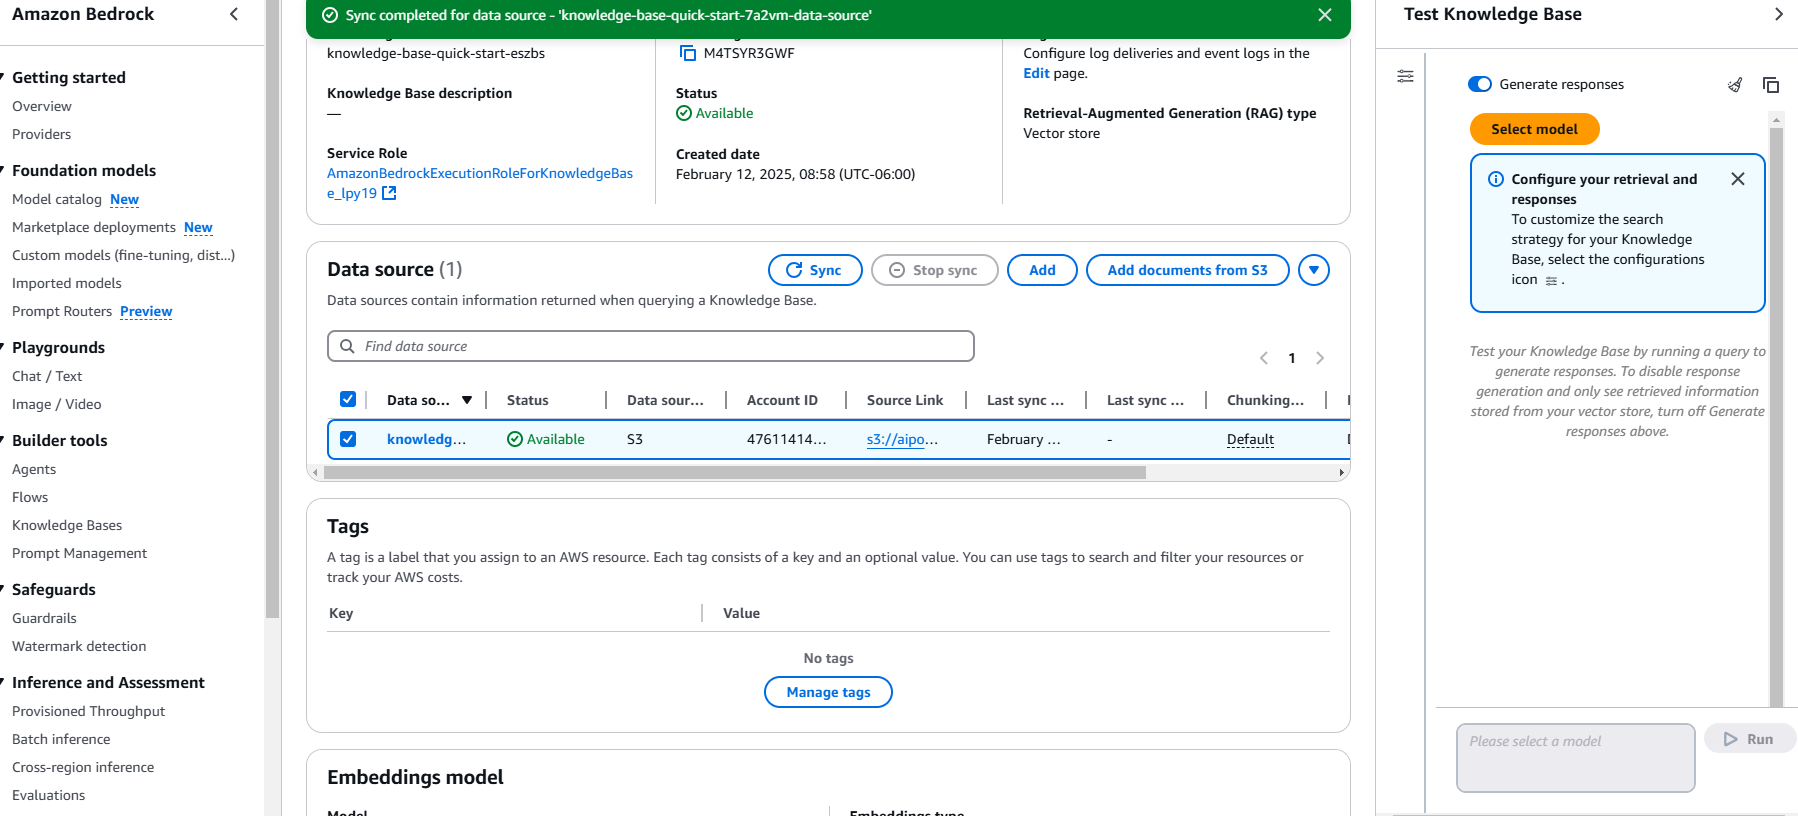 Amazon Bedrock
Getting started
Overview
Providers
Foundation models
Model catalog New
Marketplace deployments New
Custom models (fine-tuning, dist...)
Imported models
Prompt Routers Preview
Playgrounds
Chat / Text
Image / Video
Builder tools
Agents
Flows
Knowledge Bases
Prompt Management
Safeguards
Guardrails
Watermark detection
Inference and Assessment
Provisioned Throughput
Batch inference
Cross-region inference
Evaluations
Sync completed for data source - 'knowledge-base-quick-start-7a2vm-data-source'
knowledge-base-quick-start-eszbs
Knowledge Base description
—
Service Role
AmazonBedrockExecutionRoleForKnowledgeBas
e_lpy19
M4TSYR3GWF
Status
Available
Created date
February 12, 2025, 08:58 (UTC-06:00)
Configure log deliveries and event logs in the
Edit page.
Retrieval-Augmented Generation (RAG) type
Vector store
Data source (1)
Sync
Stop sync
Add
Add documents from S3
Data sources contain information returned when querying a Knowledge Base.
Find data source
1
Data so... Status Data sour... Account ID Source Link Last sync ... Last sync ... Chunking...
knowledg... Available S3 47611414... s3://aipo... February ... - Default
Tags
A tag is a label that you assign to an AWS resource. Each tag consists of a key and an optional value. You can use tags to search and filter your resources or
track your AWS costs.
Key Value
No tags
Manage tags
Embeddings model
Model Embeddings type
Test Knowledge Base
Generate responses
Select model
Configure your retrieval and
responses
To customize the search
strategy for your Knowledge
Base, select the configurations
icon .
Test your Knowledge Base by running a query to
generate responses. To disable response
generation and only see retrieved information
stored from your vector store, turn off Generate
responses above.
Please select a model
Run